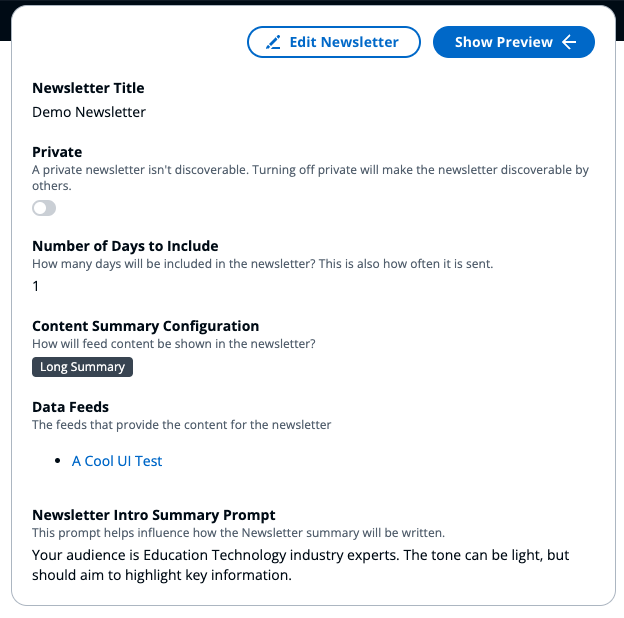 Edit Newsletter
Show Preview
Newsletter Title
Demo Newsletter
Private
A private newsletter isn't discoverable. Turning off private will make the newsletter discoverable by
others.
Number of Days to Include
How many days will be included in the newsletter? This is also how often it is sent.
1
Content Summary Configuration
How will feed content be shown in the newsletter?
Long Summary
Data Feeds
The feeds that provide the content for the newsletter
A Cool UI Test
Newsletter Intro Summary Prompt
This prompt helps influence how the Newsletter summary will be written.
Your audience is Education Technology industry experts. The tone can be light, but
should aim to highlight key information.